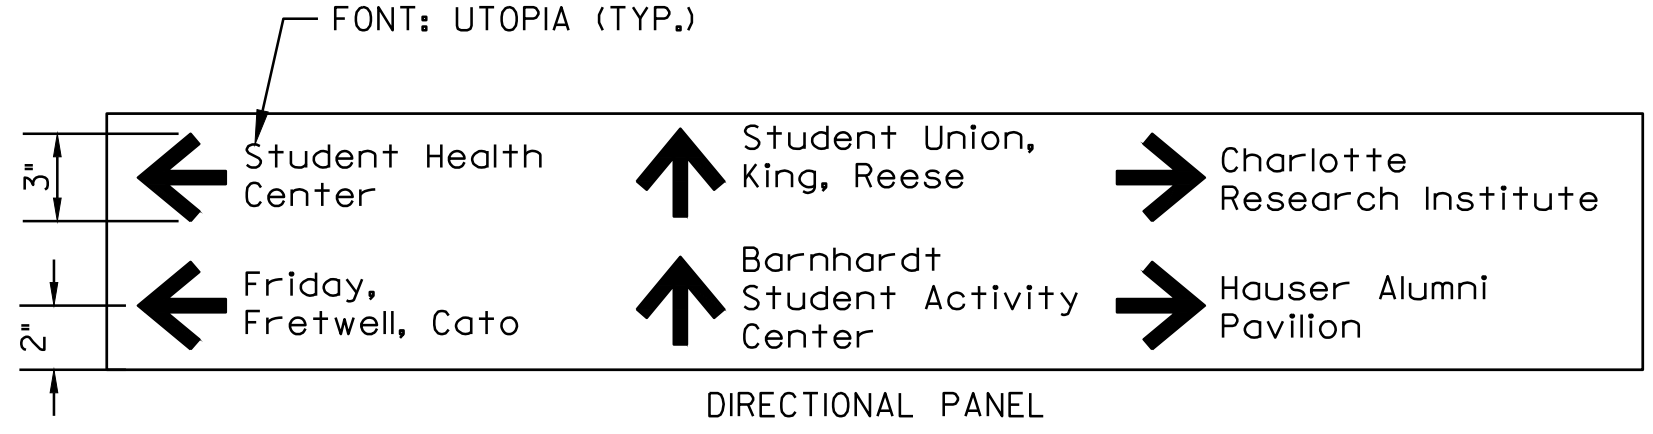 FONT: UTOPIA (TYP.)
3"
Student Health
Center
Student Union,
King, Reese
Charlotte
Research Institute
2"
Friday,
Fretwell, Cato
Barnhardt
Student Activity
Center
Hauser Alumni
Pavilion
DIRECTIONAL PANEL